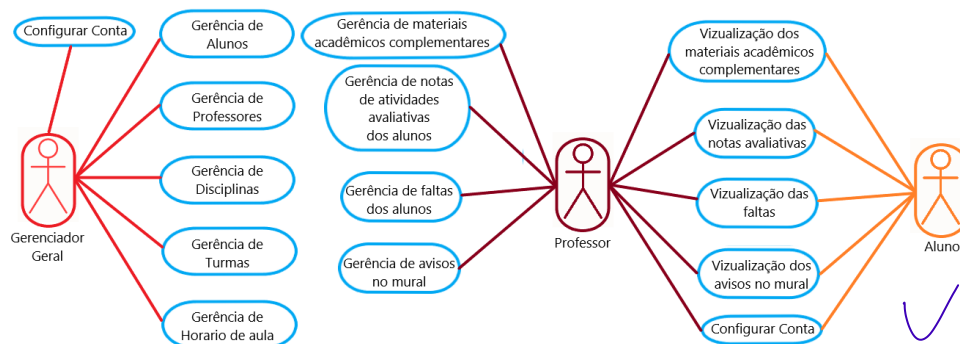 Configurar Conta
Gerência de
Alunos
Gerência de
Professores
Gerência de
Disciplinas
Gerência de
Turmas
Gerência de
Horario de aula
Gerenciador
Geral
Gerência de materiais
acadêmicos complementares
Gerência de notas
de atividades
avaliativas
dos alunos
Gerência de faltas
dos alunos
Gerência de avisos
no mural
Professor
Vizualização dos
materiais acadêmicos
complementares
Vizualização das
notas avaliativas
Vizualização das
faltas
Vizualização dos
avisos no mural
Configurar Conta
Aluno